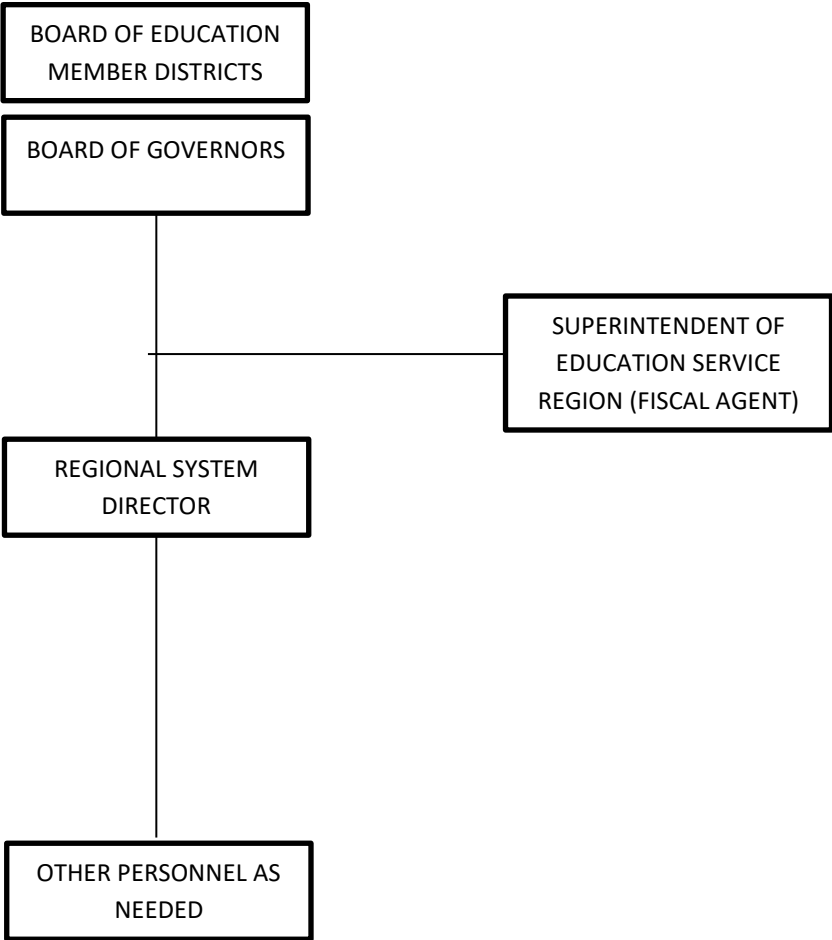 BOARD OF EDUCATION
MEMBER DISTRICTS
BOARD OF GOVERNORS
SUPERINTENDENT OF
EDUCATION SERVICE
REGION (FISCAL AGENT)
REGIONAL SYSTEM
DIRECTOR
OTHER PERSONNEL AS
NEEDED